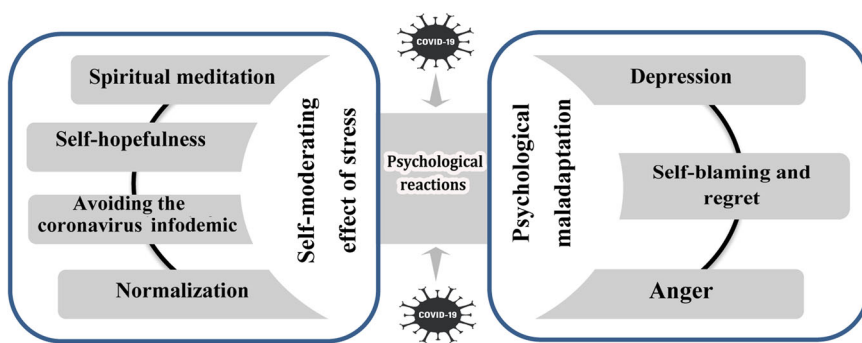 COVID-19
Spiritual meditation
Self-hopefulness
Avoiding the
coronavirus infodemic
Normalization
Self-moderating
effect of stress
Psychological
reactions
Psychological
maladaptation
Depression
Self-blaming and
regret
Anger
COVID-19